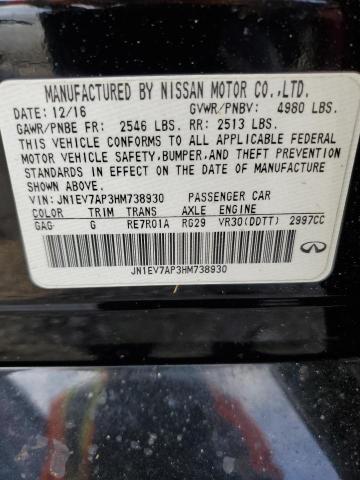 MANUFACTURED BY NISSAN MOTOR CO.,LTD.
DATE: 12/16 GVWR/PNBV: 4980 LBS.
GAWR/PNBE FR: 2546 LBS. RR: 2513 LBS.
THIS VEHICLE CONFORMS TO ALL APPLICABLE FEDERAL
MOTOR VEHICLE SAFETY, BUMPER, AND THEFT PREVENTION
STANDARDS IN EFFECT ON THE DATE OF MANUFACTURE
SHOWN ABOVE.
VIN: JN1EV7AP3HM738930 PASSENGER CAR
COLOR TRIM TRANS AXLE ENGINE
GAG G RE7R01A RG29 VR30(DDTT) 2997CC
JN1EV7AP3HM738930